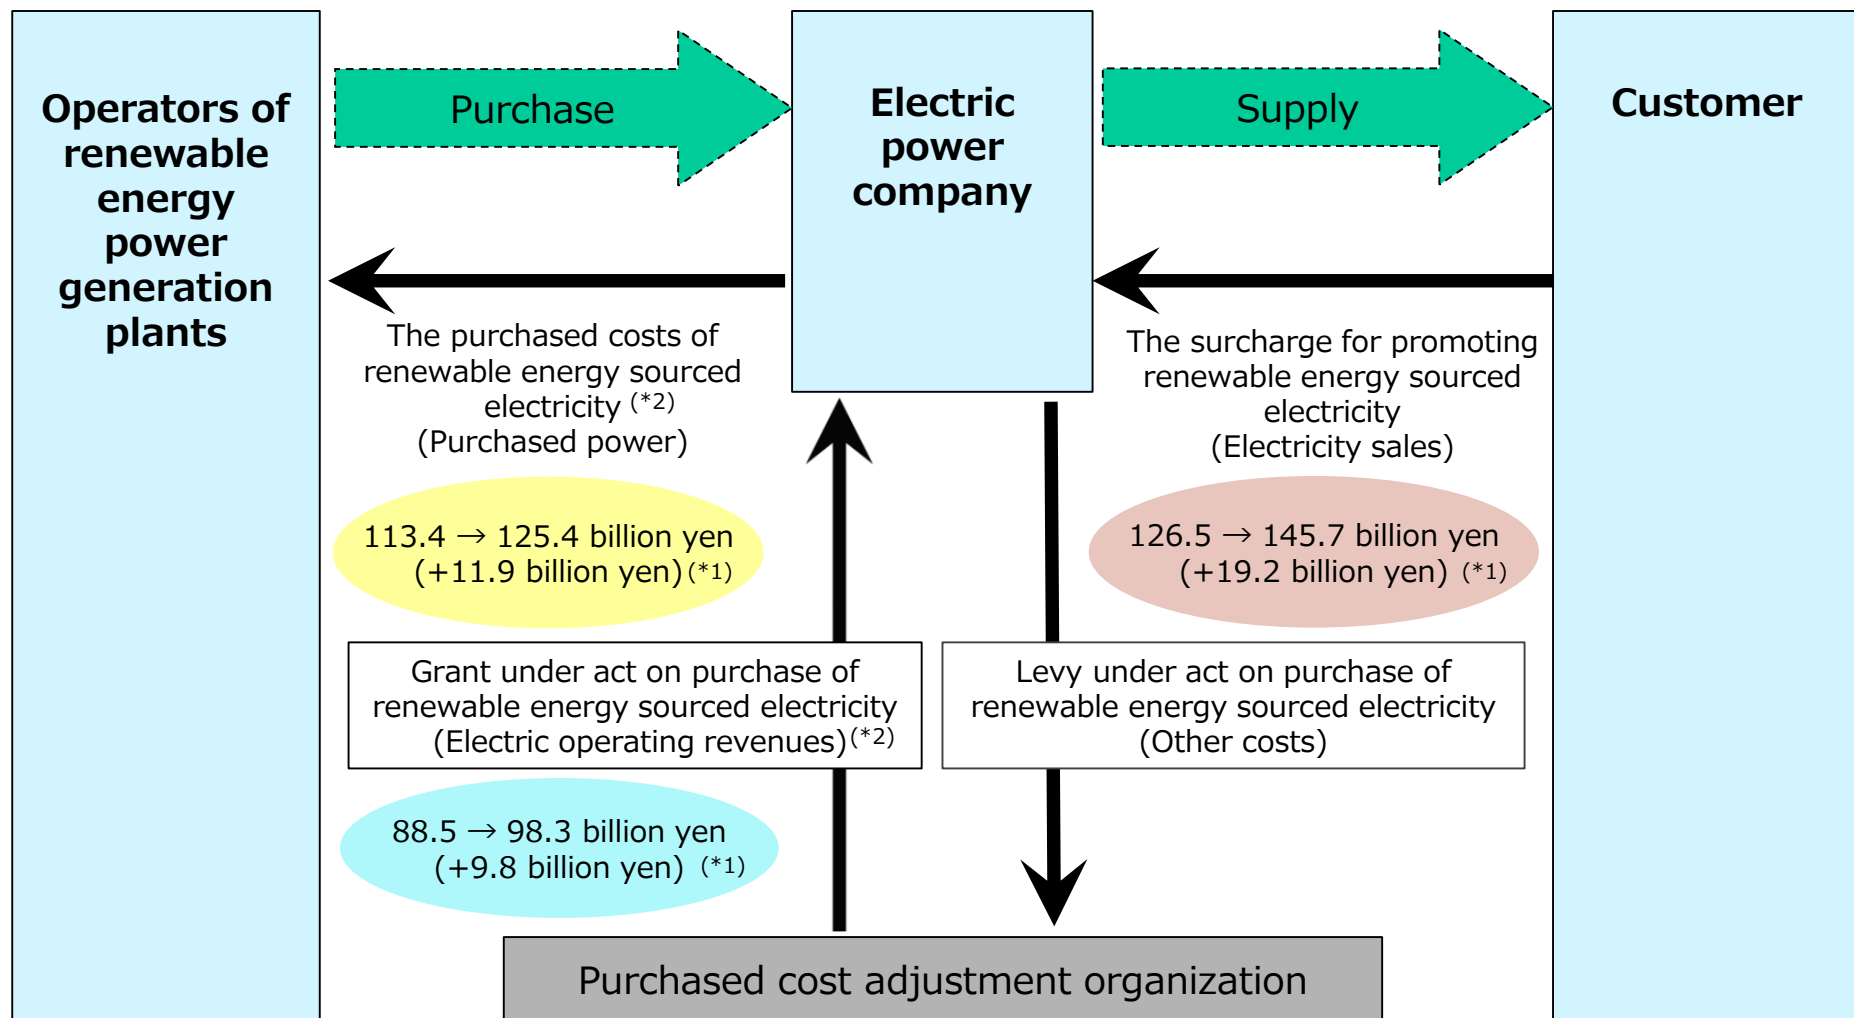 Operators of
renewable
energy
power
generation
plants
Purchase
Electric
power
company
Supply
Customer
The purchased costs of
renewable energy sourced
electricity (*2)
(Purchased power)
113.4 → 125.4 billion yen
(+11.9 billion yen) (*1)
The surcharge for promoting
renewable energy sourced
electricity
(Electricity sales)
126.5 → 145.7 billion yen
(+19.2 billion yen) (*1)
Grant under act on purchase of
renewable energy sourced electricity
(Electric operating revenues) (*2)
88.5 → 98.3 billion yen
(+9.8 billion yen) (*1)
Levy under act on purchase of
renewable energy sourced electricity
(Other costs)
Purchased cost adjustment organization